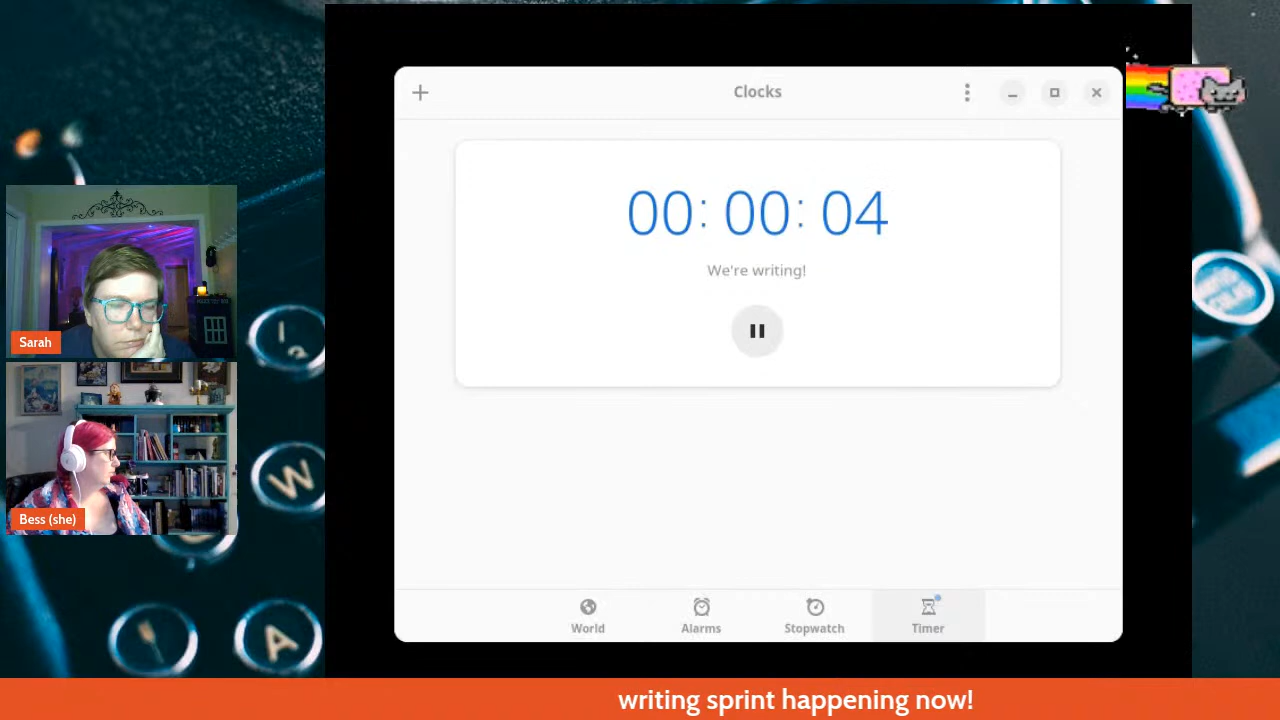 Clocks
00:00:04
We're writing!
Sarah
Bess (she)
World
Alarms
Stopwatch
Timer
I
W
A
writing sprint happening now!